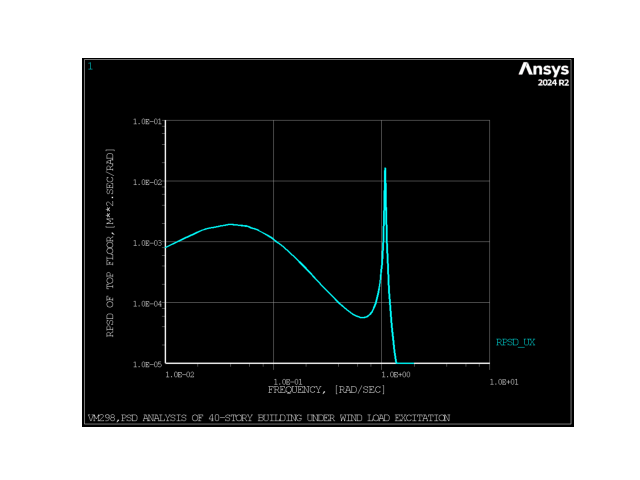 1
Ansys
2024 R2
1.0E-01
1.0E-02
1.0E-03
1.0E-04
1.0E-05
RPSD OF TOP FLOOR,[M**2.SEC/RAD]
RPSD_UX
1.0E-02
1.0E-01
1.0E+00
1.0E+01
FREQUENCY, [RAD/SEC]
VM298,PSD ANALYSIS OF 40-STORY BUILDING UNDER WIND LOAD EXCITATION